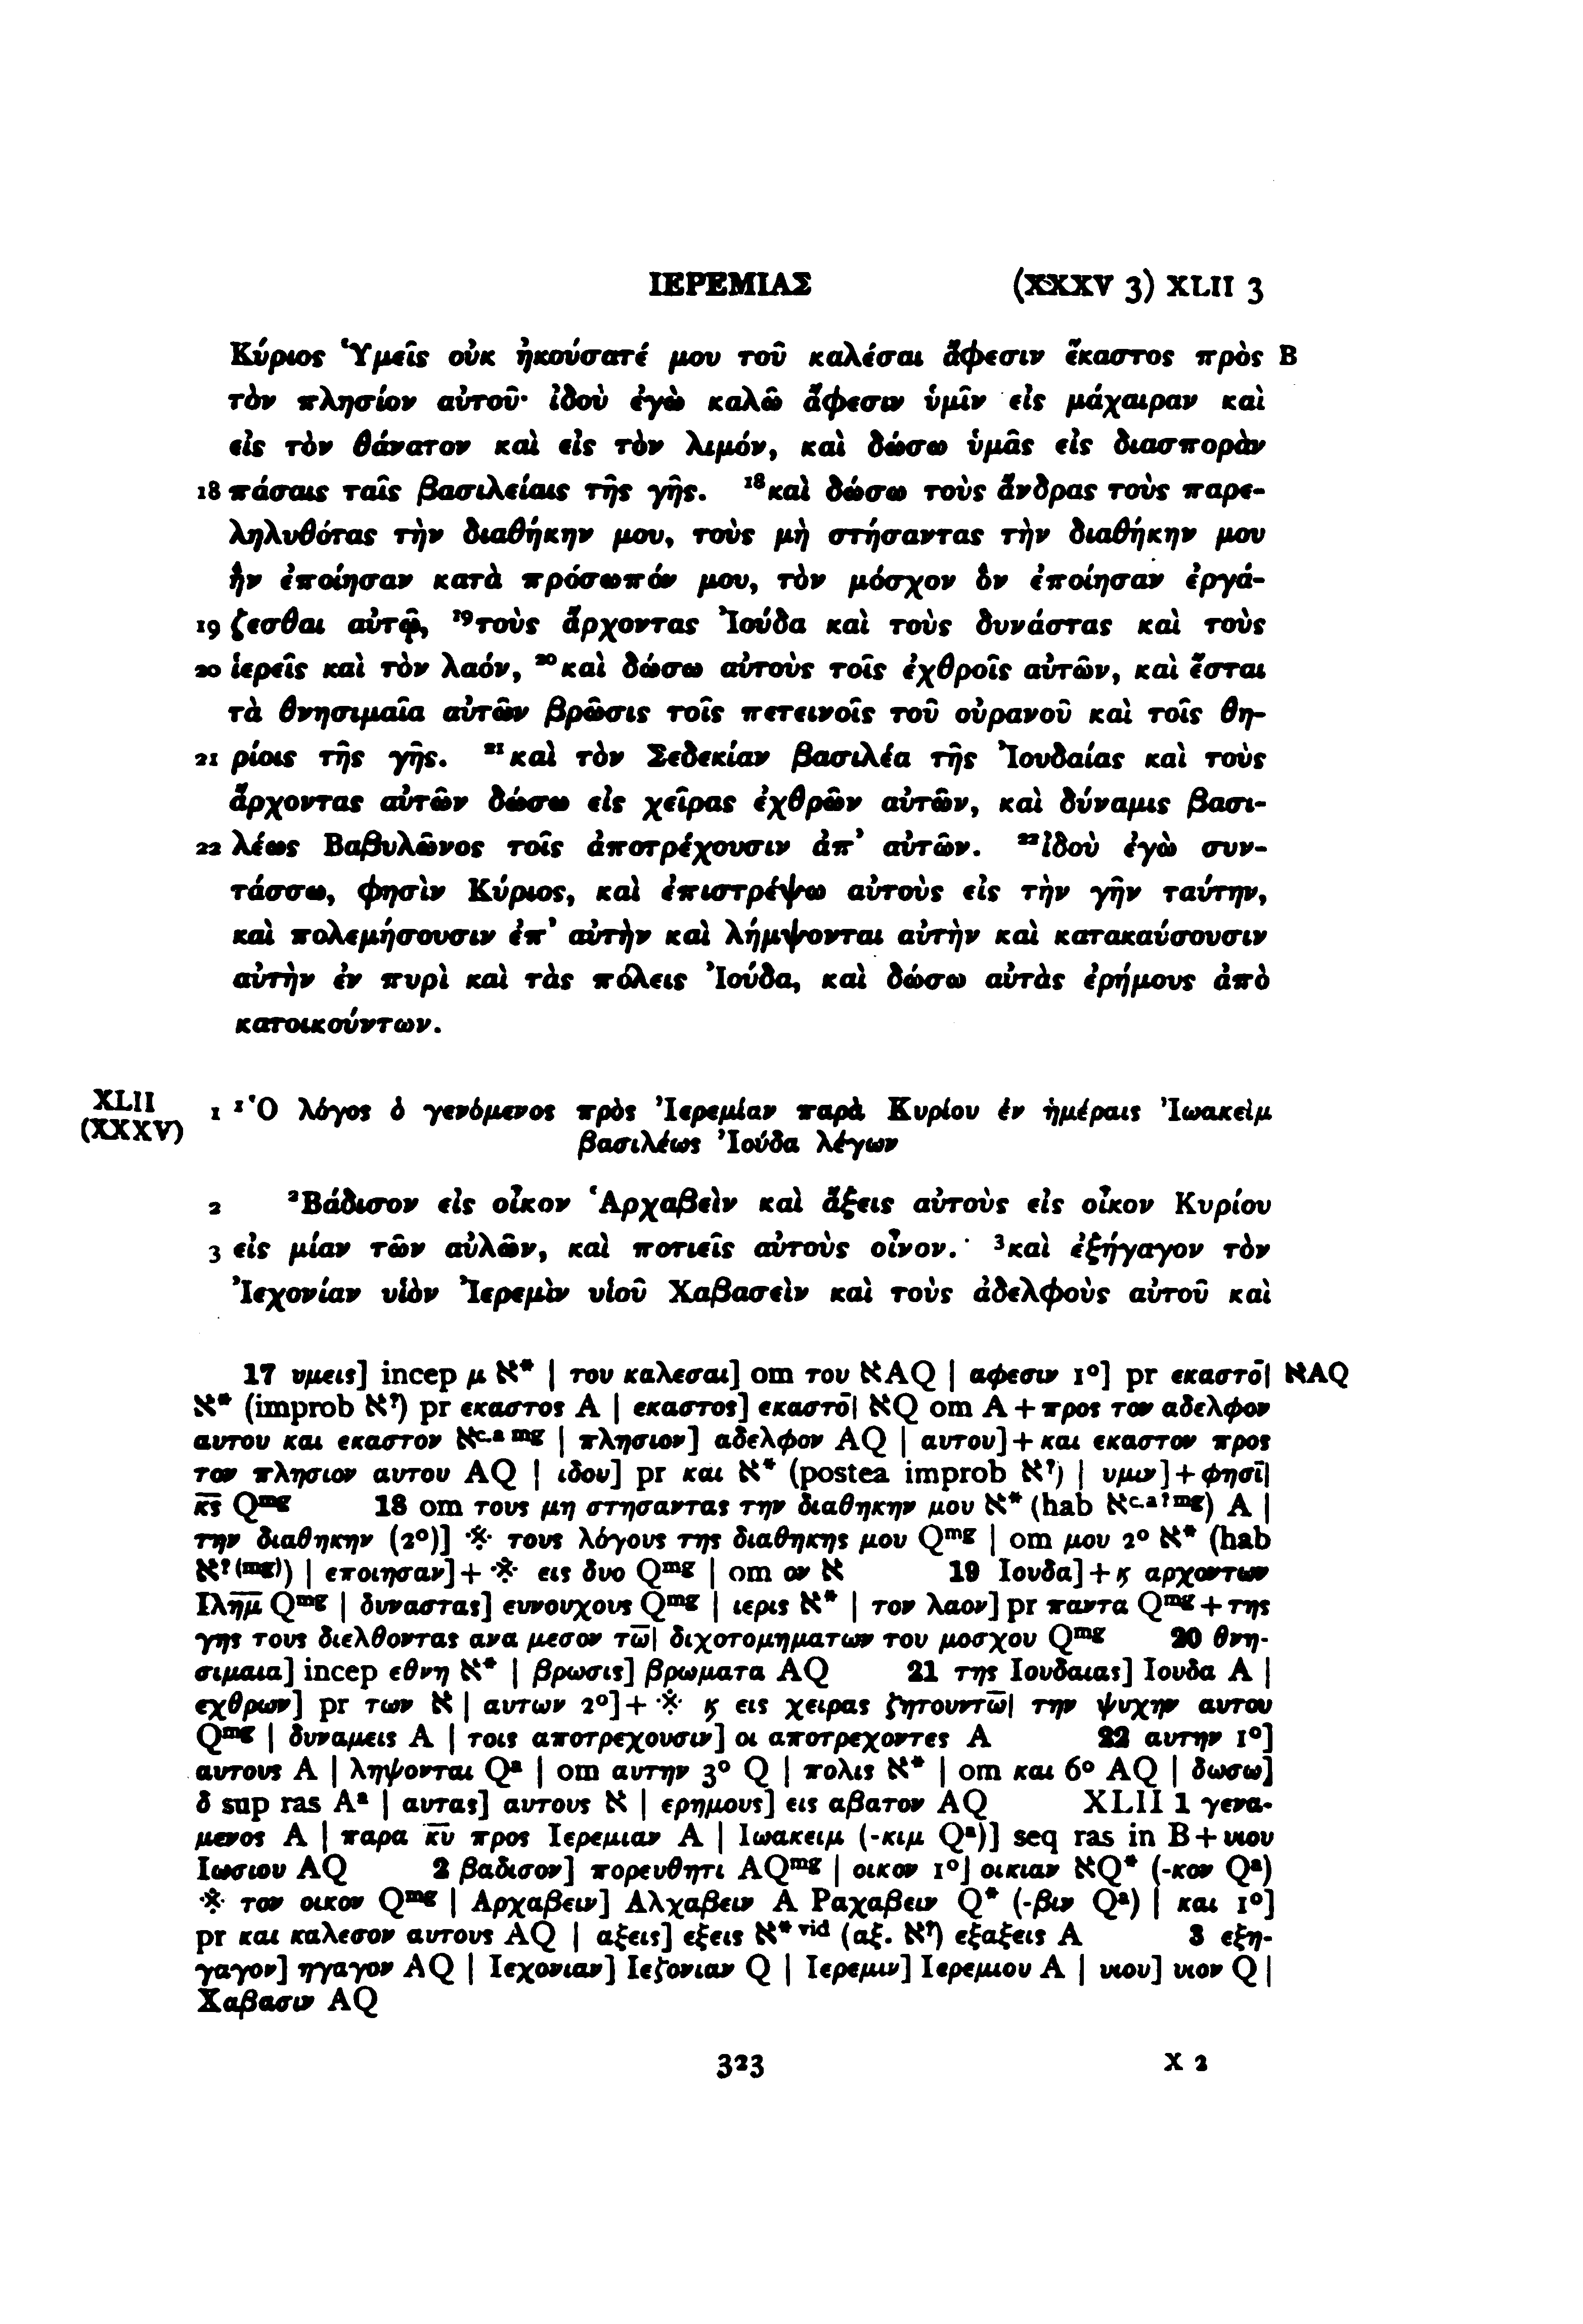 ΙΕΡΕΜΙΑΣ (XXXV 3) XLII 3
Κύριος Ὑμεῖς οὐκ ἠκούσατέ μου τοῦ καλέσαι ἄφεσιν ἕκαστος πρὸς B
τὸν πλησίον αὐτοῦ· ἰδοὺ ἐγὼ καλῶ ἄφεσιν ὑμῖν εἰς μάχαιραν καὶ
εἰς τὸν θάνατον καὶ εἰς τὸν λιμόν, καὶ δώσω ὑμᾶς εἰς διασπορὰν
18 πάσαις ταῖς βασιλείαις τῆς γῆς. ¹⁸καὶ δώσω τοὺς ἄνδρας τοὺς παρε-
ληλυθότας τὴν διαθήκην μου, τοὺς μὴ στήσαντας τὴν διαθήκην μου
ἣν ἐποίησαν κατὰ πρόσωπόν μου, τὸν μόσχον ὃν ἐποίησαν ἐργά-
19 ζεσθαι αὐτῷ, ¹⁹τοὺς ἄρχοντας Ἰούδα καὶ τοὺς δυνάστας καὶ τοὺς
20 ἱερεῖς καὶ τὸν λαόν, ²⁰καὶ δώσω αὐτοὺς τοῖς ἐχθροῖς αὐτῶν, καὶ ἔσται
τὰ θνησιμαῖα αὐτῶν βρῶσις τοῖς πετεινοῖς τοῦ οὐρανοῦ καὶ τοῖς θη-
21 ρίοις τῆς γῆς. ²¹καὶ τὸν Σεδεκίαν βασιλέα τῆς Ἰουδαίας καὶ τοὺς
ἄρχοντας αὐτῶν δώσω εἰς χεῖρας ἐχθρῶν αὐτῶν, καὶ δύναμις βασι-
22 λέως Βαβυλῶνος τοῖς ἀποτρέχουσιν ἀπ᾽ αὐτῶν. ²²ἰδοὺ ἐγὼ συν-
τάσσω, φησὶν Κύριος, καὶ ἐπιστρέψω αὐτοὺς εἰς τὴν γῆν ταύτην,
καὶ πολεμήσουσιν ἐπ᾽ αὐτὴν καὶ λήμψονται αὐτὴν καὶ κατακαύσουσιν
αὐτὴν ἐν πυρὶ καὶ τὰς πόλεις Ἰούδα, καὶ δώσω αὐτὰς ἐρήμους ἀπὸ
κατοικούντων.
XLII
(XXXV)
1 ¹Ὁ λόγος ὁ γενόμενος πρὸς Ἰερεμίαν παρὰ Κυρίου ἐν ἡμέραις Ἰωακεὶμ
βασιλέως Ἰούδα λέγων
2 ²Βάδισον εἰς οἶκον Ἁρχαβεὶν καὶ ἄξεις αὐτοὺς εἰς οἶκον Κυρίου
3 εἰς μίαν τῶν αὐλῶν, καὶ ποτιεῖς αὐτοὺς οἶνον. ³καὶ ἐξήγαγον τὸν
Ἰεχονίαν υἱὸν Ἰερεμὶν υἱοῦ Χαβασεὶν καὶ τοὺς ἀδελφοὺς αὐτοῦ καὶ
17 υμεις] incep μ א* | του καλεσαι] om του אAQ | αφεσιν 1°] pr εκαστο̄| אAQ
א* (improb א?) pr εκαστος A | εκαστος] εκαστο̄| אQ om A + προς τον αδελφον
αυτου και εκαστον אc.a mg | πλησιον] αδελφον AQ | αυτου] + και εκαστον προς
τον πλησιον αυτου AQ | ιδου] pr και א* (postea improb א?) | υμιν] + φησῑ|
κ̅ς̅ Qmg 18 om τους μη στησαντας την διαθηκην μου א* (hab אc.a?mg) A |
την διαθηκην (2°)] ※ τους λόγους της διαθηκης μου Qmg | om μου 2° א* (hab
א?(mg)) | εποιησαν] + ※ εις δυο Qmg | om ον א 19 Ιουδα] + ϗ αρχοντων
Ιλη̅μ̅ Qmg | δυναστας] ευνουχους Qmg | ιερις א* | τον λαον] pr παντα Qmg + της
γης τους διελθοντας ανα μεσον τω̄| διχοτομηματων του μοσχου Qmg 20 θνη-
σιμαια] incep εθνη א* | βρωσις] βρωματα AQ 21 της Ιουδαιας] Ιουδα A |
εχθρων] pr των א | αυτων 2°] + ※ ϗ εις χειρας ζητουντω̄| την ψυχην αυτου
Qmg | δυναμεις A | τοις αποτρεχουσιν] οι αποτρεχοντες A 22 αυτην 1°]
αυτους A | ληψονται Qa | om αυτην 3° Q | πολις א* | om και 6° AQ | δωσω]
δ sup ras Aa | αυτας] αυτους א | ερημους] εις αβατον AQ XLII 1 γενα-
μενος A | παρα κ̅υ̅ προς Ιερεμιαν A | Ιωακειμ (-κιμ Qa)] seq ras in B + υιου
Ιωσιου AQ 2 βαδισον] πορευθητι AQmg | οικον 1°] οικιαν אQ* (-κον Qa)
※ τον οικον Qmg | Αρχαβειν] Αλχαβειν A Ραχαβειν Q* (-βιν Qa) | και 1°]
pr και καλεσον αυτους AQ | αξεις] εξεις א* vid (αξ. א?) εξαξεις A 3 εξη-
γαγον] ηγαγον AQ | Ιεχονιαν] Ιεζονιαν Q | Ιερεμιν] Ιερεμιου A | υιου] υιον Q |
Χαβασιν AQ
323 X 2